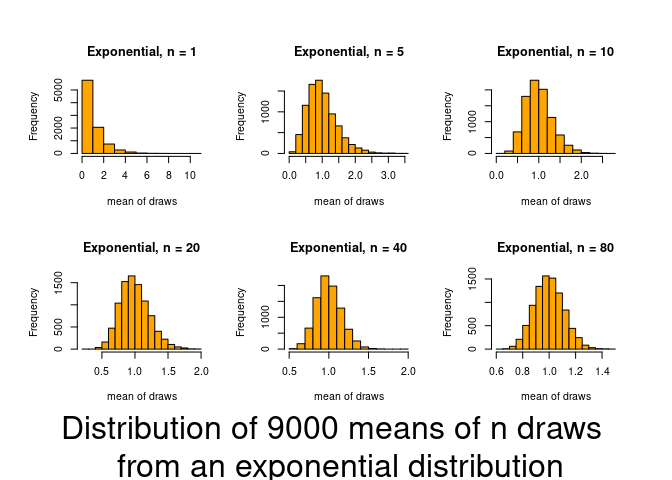 Exponential, n = 1
Frequency
0 2000 5000
0 2 4 6 8 10
mean of draws
Exponential, n = 5
Frequency
0 1000
0.0 1.0 2.0 3.0
mean of draws
Exponential, n = 10
Frequency
0 1000
0.0 1.0 2.0
mean of draws
Exponential, n = 20
Frequency
0 500 1500
0.5 1.0 1.5 2.0
mean of draws
Exponential, n = 40
Frequency
0 1000
0.5 1.0 1.5 2.0
mean of draws
Exponential, n = 80
Frequency
0 500 1500
0.6 0.8 1.0 1.2 1.4
mean of draws
Distribution of 9000 means of n draws
from an exponential distribution